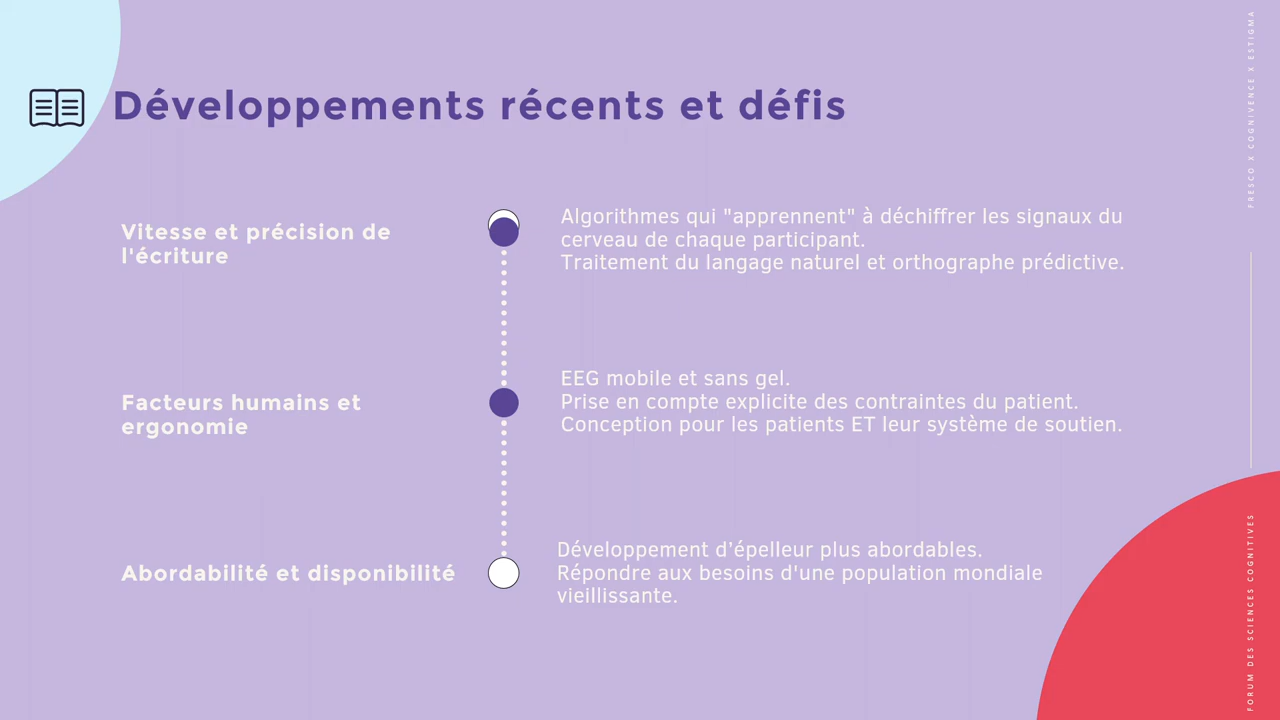 Développements récents et défis
Vitesse et précision de
l'écriture
Algorithmes qui "apprennent" à déchiffrer les signaux du
cerveau de chaque participant.
Traitement du langage naturel et orthographe prédictive.
Facteurs humains et
ergonomie
EEG mobile et sans gel.
Prise en compte explicite des contraintes du patient.
Conception pour les patients ET leur système de soutien.
Abordabilité et disponibilité
Développement d'épelleur plus abordables.
Répondre aux besoins d'une population mondiale
vieillissante.
FRESCO X COGNIVENCE X ESTIGMA
FORUM DES SCIENCES COGNITIVES